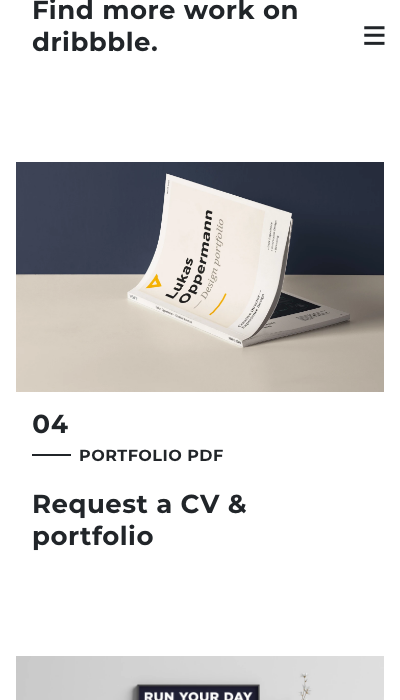 Find more work on
dribbble.
Lukas
Oppermann
— Design portfolio
04
PORTFOLIO PDF
Request a CV &
portfolio
RUN YOUR DAY